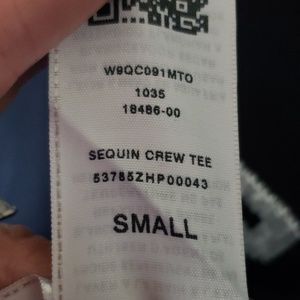 W9QC091MTO
1035
18486-00
SEQUIN CREW TEE
53785ZHP00043
SMALL